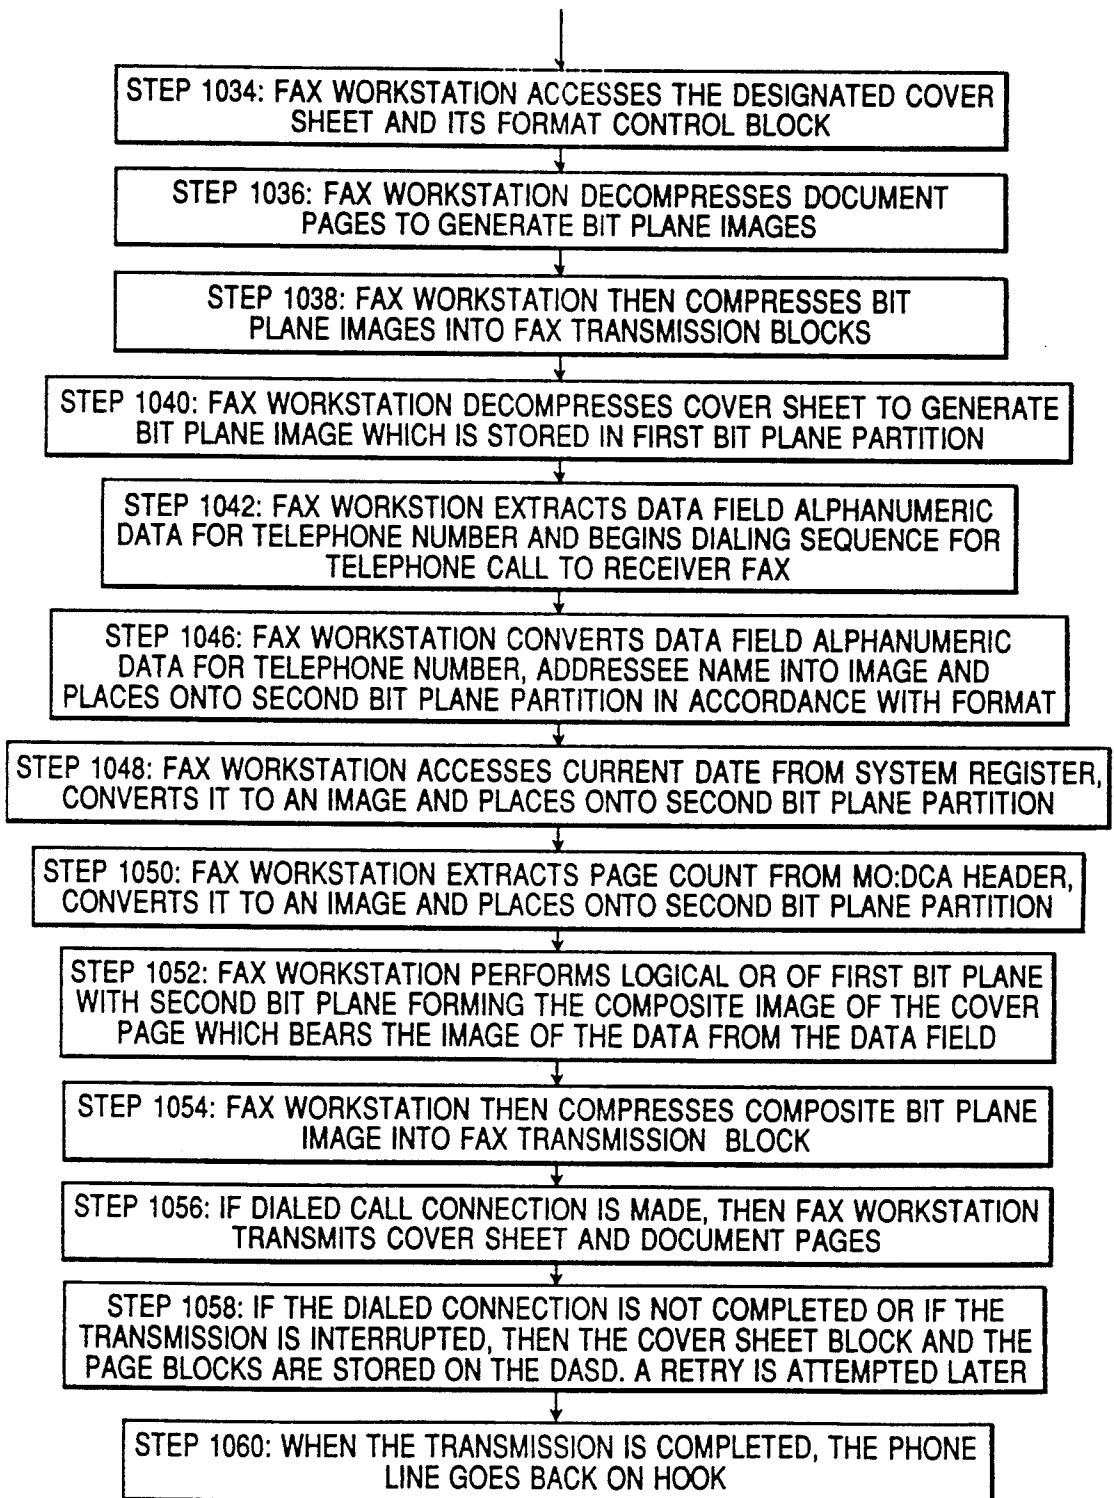 STEP 1034: FAX WORKSTATION ACCESSES THE DESIGNATED COVER
SHEET AND ITS FORMAT CONTROL BLOCK
STEP 1036: FAX WORKSTATION DECOMPRESSES DOCUMENT
PAGES TO GENERATE BIT PLANE IMAGES
STEP 1038: FAX WORKSTATION THEN COMPRESSES BIT
PLANE IMAGES INTO FAX TRANSMISSION BLOCKS
STEP 1040: FAX WORKSTATION DECOMPRESSES COVER SHEET TO GENERATE
BIT PLANE IMAGE WHICH IS STORED IN FIRST BIT PLANE PARTITION
STEP 1042: FAX WORKSTION EXTRACTS DATA FIELD ALPHANUMERIC
DATA FOR TELEPHONE NUMBER AND BEGINS DIALING SEQUENCE FOR
TELEPHONE CALL TO RECEIVER FAX
STEP 1046: FAX WORKSTATION CONVERTS DATA FIELD ALPHANUMERIC
DATA FOR TELEPHONE NUMBER, ADDRESSEE NAME INTO IMAGE AND
PLACES ONTO SECOND BIT PLANE PARTITION IN ACCORDANCE WITH FORMAT
STEP 1048: FAX WORKSTATION ACCESSES CURRENT DATE FROM SYSTEM REGISTER,
CONVERTS IT TO AN IMAGE AND PLACES ONTO SECOND BIT PLANE PARTITION
STEP 1050: FAX WORKSTATION EXTRACTS PAGE COUNT FROM MO:DCA HEADER,
CONVERTS IT TO AN IMAGE AND PLACES ONTO SECOND BIT PLANE PARTITION
STEP 1052: FAX WORKSTATION PERFORMS LOGICAL OR OF FIRST BIT PLANE
WITH SECOND BIT PLANE FORMING THE COMPOSITE IMAGE OF THE COVER
PAGE WHICH BEARS THE IMAGE OF THE DATA FROM THE DATA FIELD
STEP 1054: FAX WORKSTATION THEN COMPRESSES COMPOSITE BIT PLANE
IMAGE INTO FAX TRANSMISSION BLOCK
STEP 1056: IF DIALED CALL CONNECTION IS MADE, THEN FAX WORKSTATION
TRANSMITS COVER SHEET AND DOCUMENT PAGES
STEP 1058: IF THE DIALED CONNECTION IS NOT COMPLETED OR IF THE
TRANSMISSION IS INTERRUPTED, THEN THE COVER SHEET BLOCK AND THE
PAGE BLOCKS ARE STORED ON THE DASD. A RETRY IS ATTEMPTED LATER
STEP 1060: WHEN THE TRANSMISSION IS COMPLETED, THE PHONE
LINE GOES BACK ON HOOK